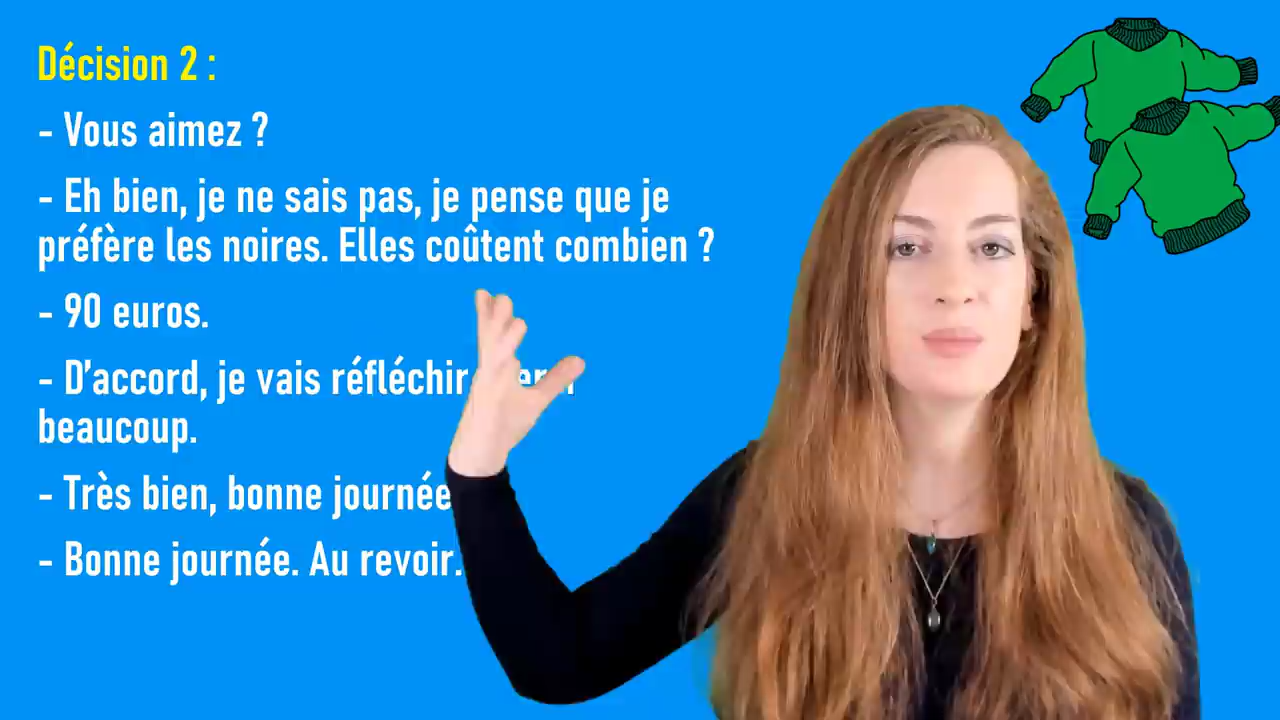 Décision 2 :
- Vous aimez ?
- Eh bien, je ne sais pas, je pense que je
préfère les noires. Elles coûtent combien ?
- 90 euros.
- D’accord, je vais réfléchir
beaucoup.
- Très bien, bonne journée
- Bonne journée. Au revoir.